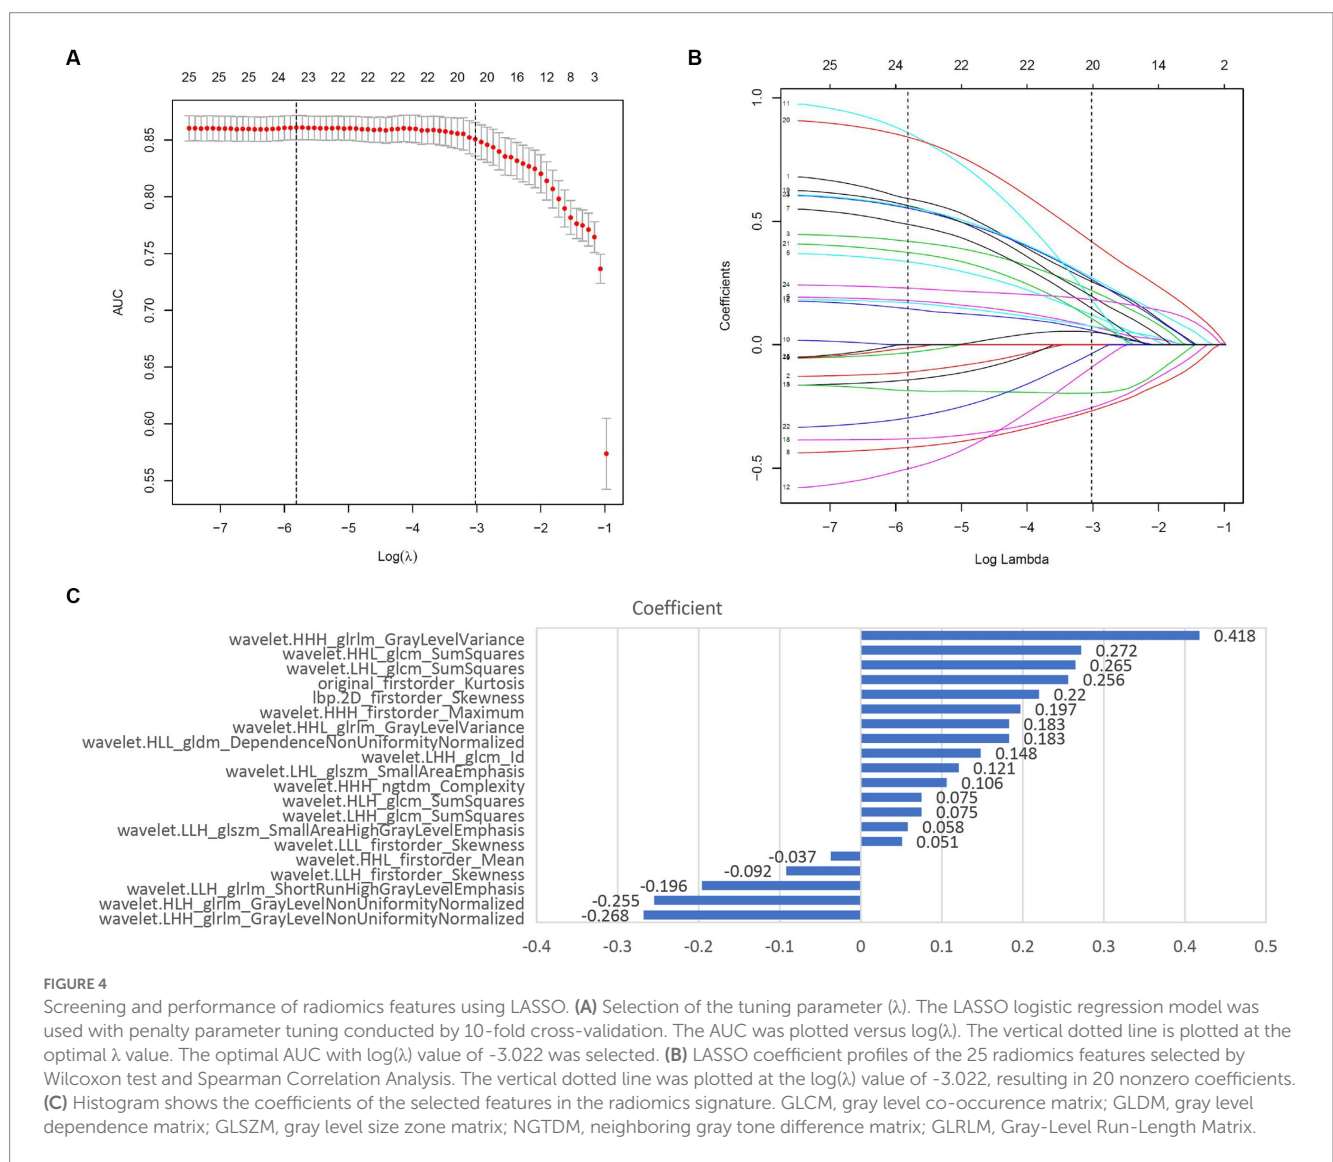 A
25 25 25 24 23 22 22 22 22 20 20 16 12 8 3
0.85
0.80
0.75
0.70
0.65
0.60
0.55
AUC
−7 −6 −5 −4 −3 −2 −1
Log(λ)
B
25 24 22 22 20 14 2
1.0
0.5
0.0
−0.5
Coefficients
11
20
1
19
7
3
21
5
24
10
2
22
18
8
12
−7 −6 −5 −4 −3 −2 −1
Log Lambda
C
Coefficient
wavelet.HHH_glrlm_GrayLevelVariance 0.418
wavelet.HHL_glcm_SumSquares 0.272
wavelet.LHL_glcm_SumSquares 0.265
original_firstorder_Kurtosis 0.256
lbp.2D_firstorder_Skewness 0.22
wavelet.HHH_firstorder_Maximum 0.197
wavelet.HHL_glrlm_GrayLevelVariance 0.183
wavelet.HLL_gldm_DependenceNonUniformityNormalized 0.183
wavelet.LHH_glcm_Id 0.148
wavelet.LHL_glszm_SmallAreaEmphasis 0.121
wavelet.HHH_ngtdm_Complexity 0.106
wavelet.HLH_glcm_SumSquares 0.075
wavelet.LHH_glcm_SumSquares 0.075
wavelet.LLH_glszm_SmallAreaHighGrayLevelEmphasis 0.058
wavelet.LLL_firstorder_Skewness 0.051
wavelet.HHL_firstorder_Mean -0.037
wavelet.LLH_firstorder_Skewness -0.092
wavelet.LLH_glrlm_ShortRunHighGrayLevelEmphasis -0.196
wavelet.HLH_glrlm_GrayLevelNonUniformityNormalized -0.255
wavelet.LHH_glrlm_GrayLevelNonUniformityNormalized -0.268
-0.4 -0.3 -0.2 -0.1 0 0.1 0.2 0.3 0.4 0.5
FIGURE 4
Screening and performance of radiomics features using LASSO. (A) Selection of the tuning parameter (λ). The LASSO logistic regression model was
used with penalty parameter tuning conducted by 10-fold cross-validation. The AUC was plotted versus log(λ). The vertical dotted line is plotted at the
optimal λ value. The optimal AUC with log(λ) value of -3.022 was selected. (B) LASSO coefficient profiles of the 25 radiomics features selected by
Wilcoxon test and Spearman Correlation Analysis. The vertical dotted line was plotted at the log(λ) value of -3.022, resulting in 20 nonzero coefficients.
(C) Histogram shows the coefficients of the selected features in the radiomics signature. GLCM, gray level co-occurence matrix; GLDM, gray level
dependence matrix; GLSZM, gray level size zone matrix; NGTDM, neighboring gray tone difference matrix; GLRLM, Gray-Level Run-Length Matrix.